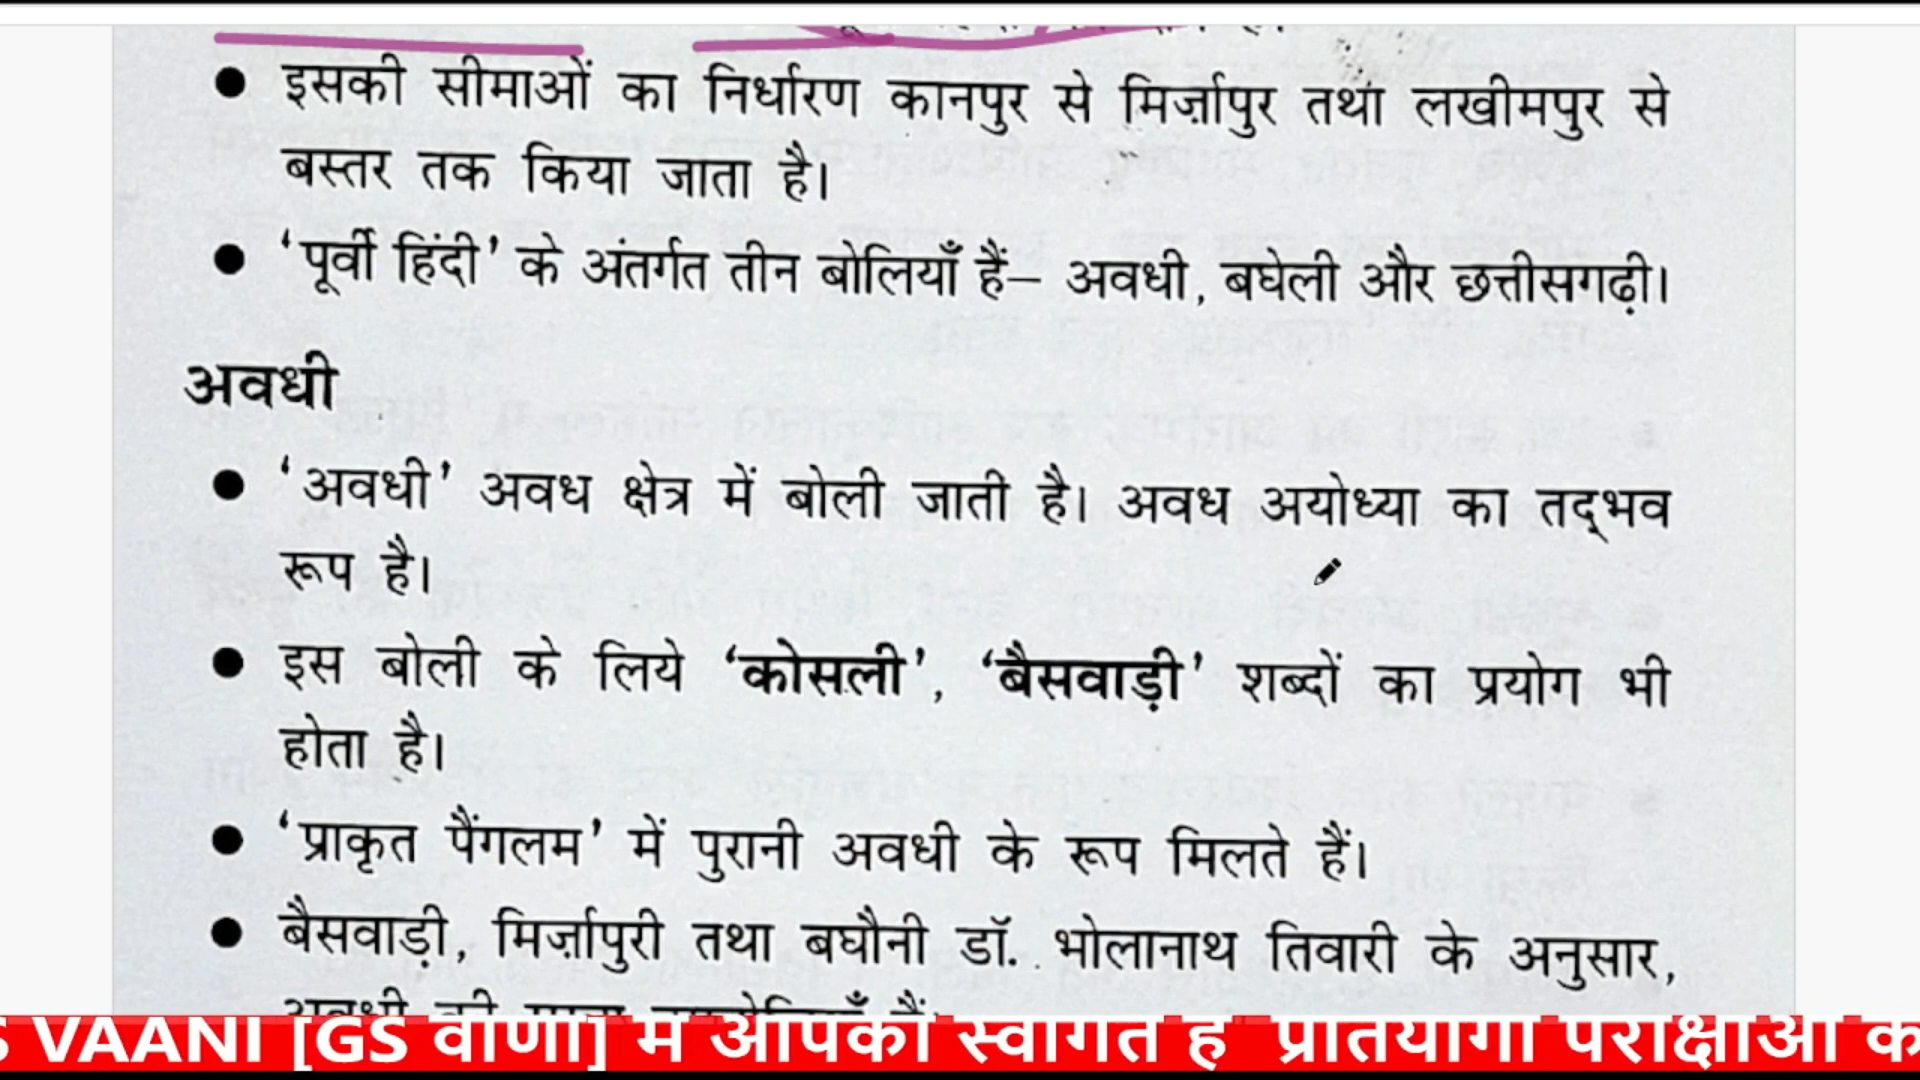 इसकी सीमाओं का निर्धारण कानपुर से मिर्ज़ापुर तथा लखीमपुर से
बस्तर तक किया जाता है।
‘पूर्वी हिंदी’ के अंतर्गत तीन बोलियाँ हैं– अवधी, बघेली और छत्तीसगढ़ी।
अवधी
‘अवधी’ अवध क्षेत्र में बोली जाती है। अवध अयोध्या का तद्भव
रूप है।
इस बोली के लिये ‘कोसली’, ‘बैसवाड़ी’ शब्दों का प्रयोग भी
होता है।
‘प्राकृत पैंगलम’ में पुरानी अवधी के रूप मिलते हैं।
बैसवाड़ी, मिर्ज़ापुरी तथा बघौनी डॉ. भोलानाथ तिवारी के अनुसार,
VAANI [GS वाणी] में आपका स्वागत है प्रतियोगी परीक्षाओं